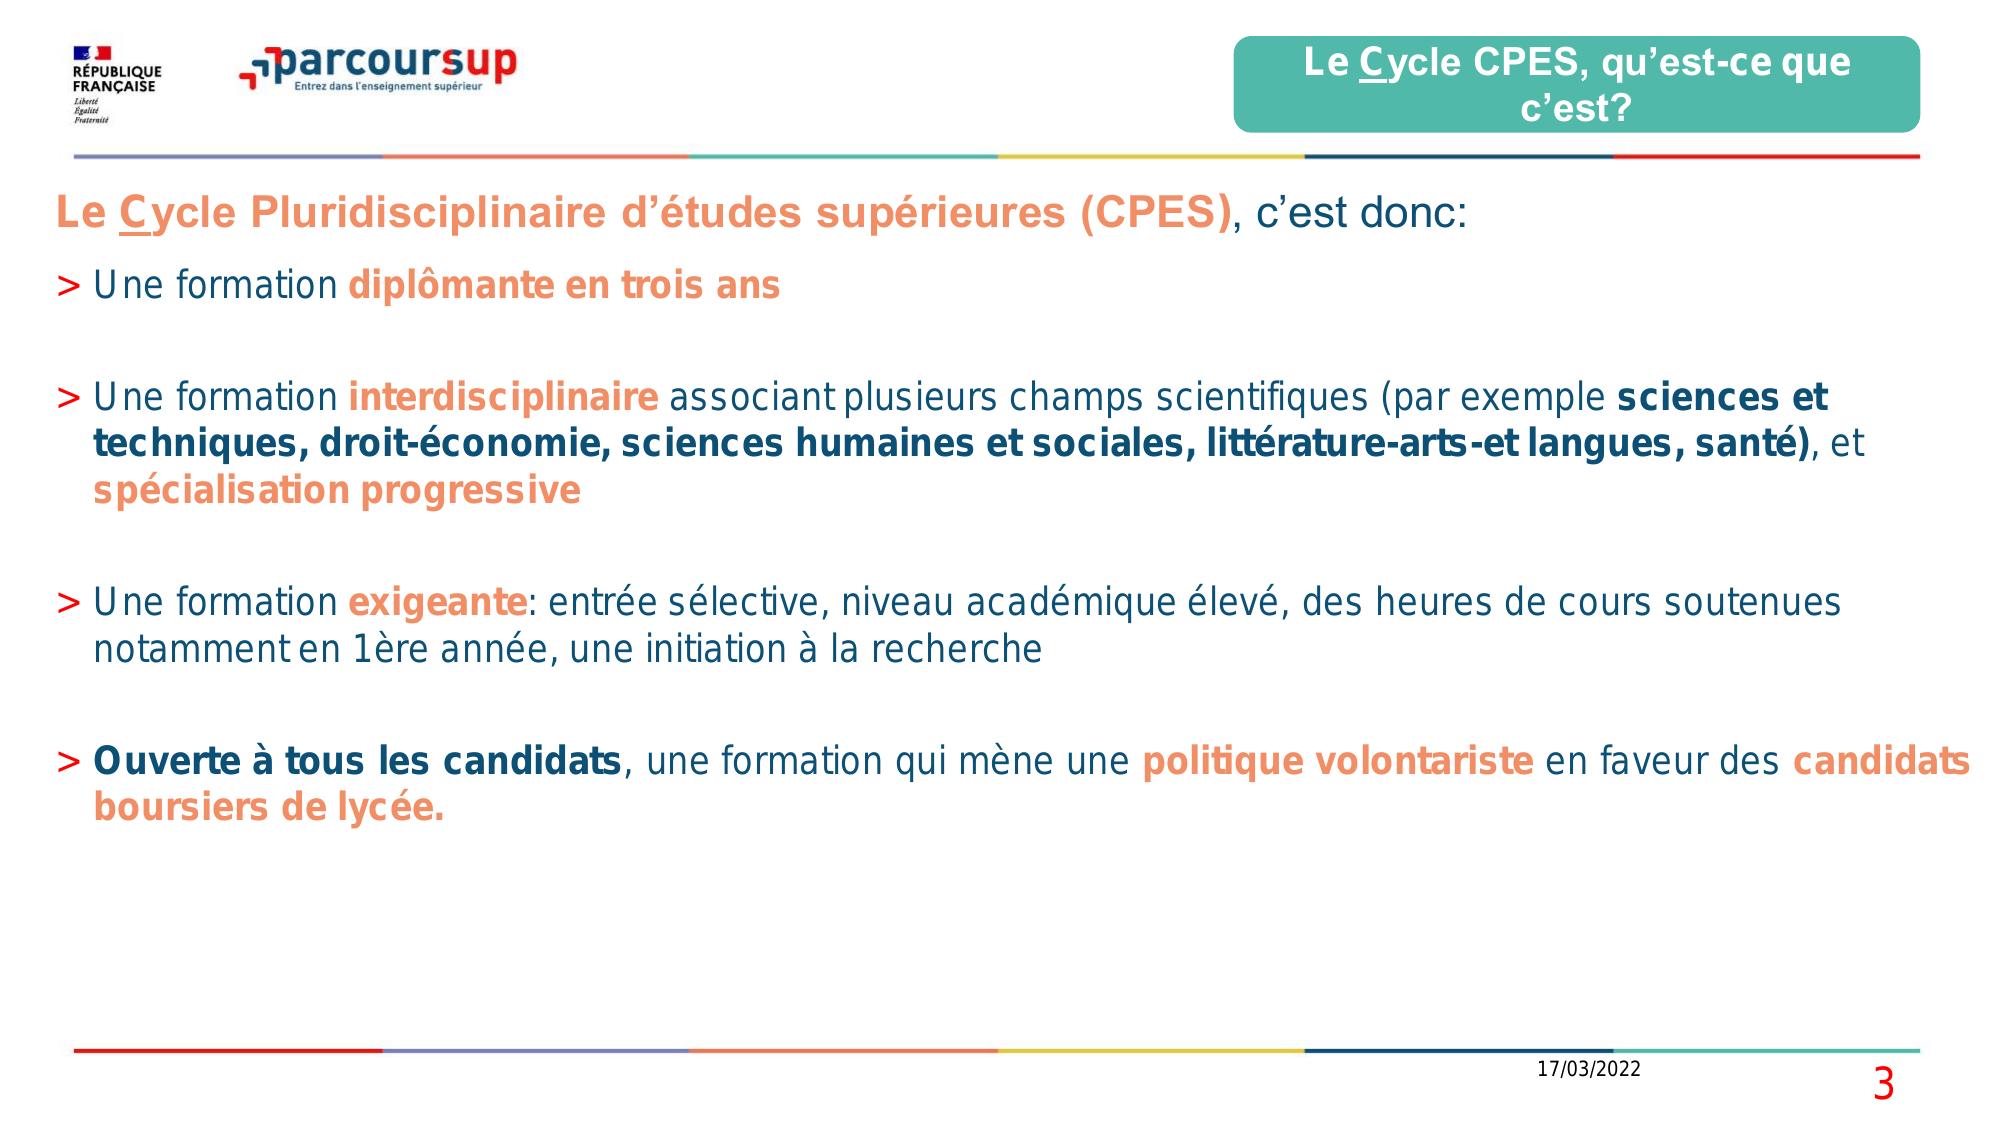 RÉPUBLIQUE
FRANÇAISE
Liberté
Égalité
Fraternité
parcoursup
Entrez dans l'enseignement supérieur
Le Cycle CPES, qu’est-ce que
c’est?
Le Cycle Pluridisciplinaire d’études supérieures (CPES), c’est donc:
> Une formation diplômante en trois ans
> Une formation interdisciplinaire associant plusieurs champs scientifiques (par exemple sciences et
techniques, droit-économie, sciences humaines et sociales, littérature-arts-et langues, santé), et
spécialisation progressive
> Une formation exigeante: entrée sélective, niveau académique élevé, des heures de cours soutenues
notamment en 1ère année, une initiation à la recherche
> Ouverte à tous les candidats, une formation qui mène une politique volontariste en faveur des candidats
boursiers de lycée.
17/03/2022
3